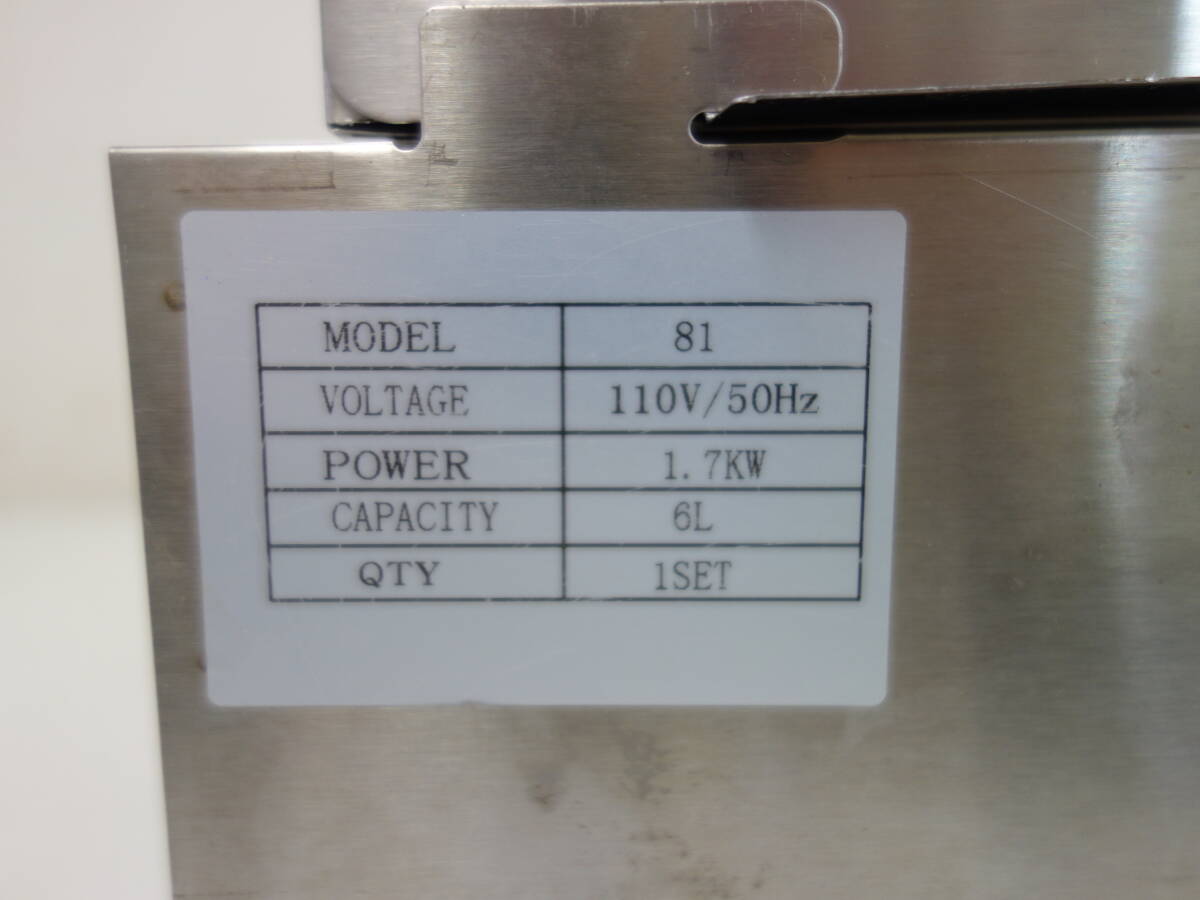 MODEL 81
VOLTAGE 110V/50Hz
POWER 1.7KW
CAPACITY 6L
QTY 1SET